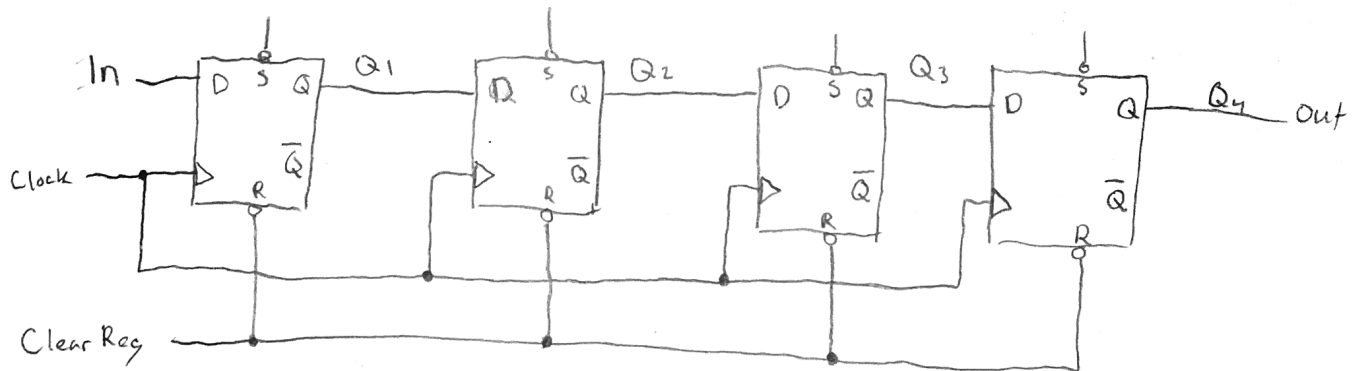 In
D
S
Q
Q̅
R
Q1
D
S
Q
Q̅
R
Q2
D
S
Q
Q̅
R
Q3
D
S
Q
Q̅
R
Q4
Out
Clock
Clear Reg